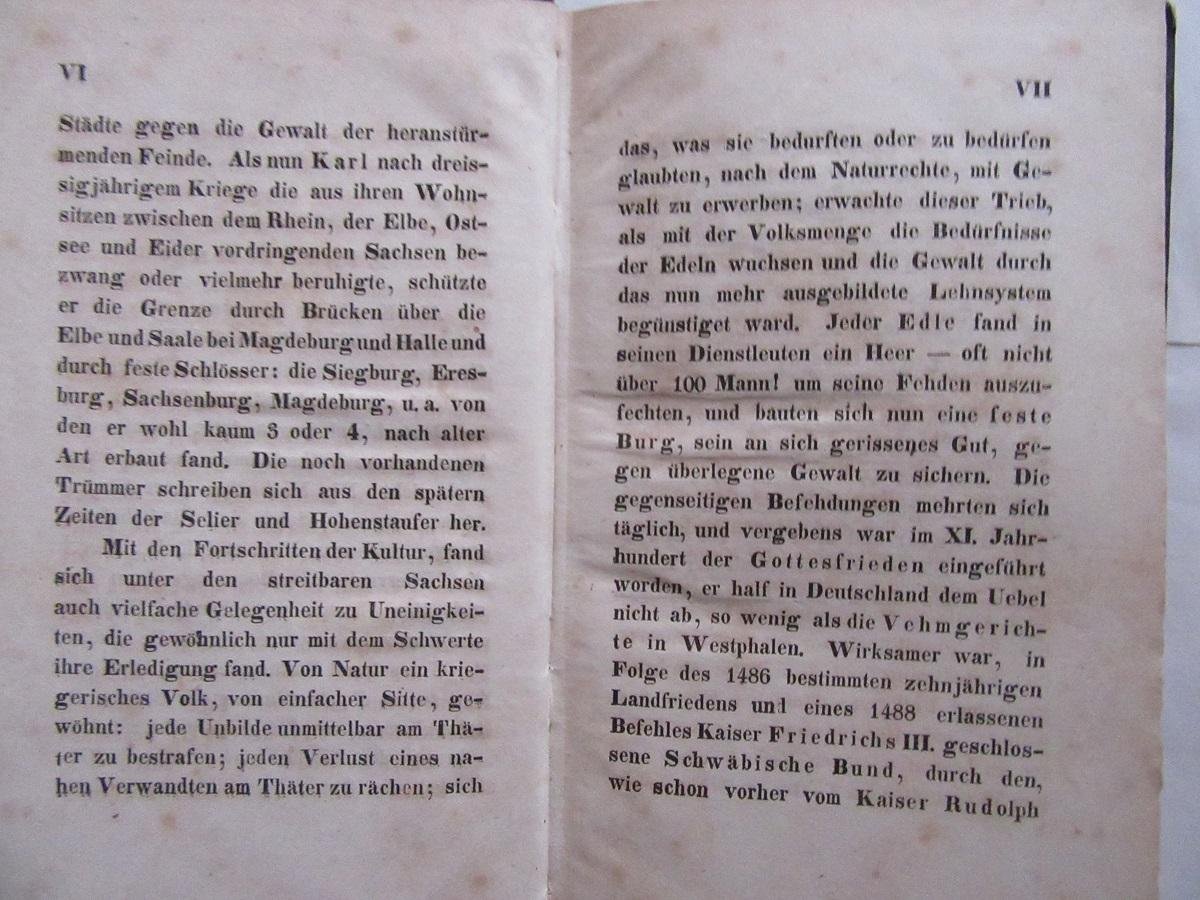 VI
Städte gegen die Gewalt der heranstür-
menden Feinde. Als nun Karl nach dreis-
sigjährigem Kriege die aus ihren Wohn-
sitzen zwischen dem Rhein, der Elbe, Ost-
see und Eider vordringenden Sachsen be-
zwang oder vielmehr beruhigte, schützte
er die Grenze durch Brücken über die
Elbe und Saale bei Magdeburg und Halle und
durch feste Schlösser: die Siegburg, Eres-
burg, Sachsenburg, Magdeburg, u. a. von
den er wohl kaum 3 oder 4, nach alter
Art erbaut fand. Die noch vorhandenen
Trümmer schreiben sich aus den spätern
Zeiten der Selier und Hohenstaufer her.
Mit den Fortschritten der Kultur, fand
sich unter den streitbaren Sachsen
auch vielfache Gelegenheit zu Uneinigkei-
ten, die gewöhnlich nur mit dem Schwerte
ihre Erledigung fand. Von Natur ein krie-
gerisches Volk, von einfacher Sitte, ge-
wöhnt: jede Unbilde unmittelbar am Thä-
ter zu bestrafen; jeden Verlust eines na-
hen Verwandten am Thäter zu rächen; sich
VII
das, was sie bedurften oder zu bedürfen
glaubten, nach dem Naturrechte, mit Ge-
walt zu erwerben; erwachte dieser Trieb,
als mit der Volksmenge die Bedürfnisse
der Edeln wuchsen und die Gewalt durch
das nun mehr ausgebildete Lehnsystem
begünstiget ward. Jeder Edle fand in
seinen Dienstleuten ein Heer — oft nicht
über 100 Mann! um seine Fehden auszu-
fechten, und bauten sich nun eine feste
Burg, sein an sich gerissenes Gut, ge-
gen überlegene Gewalt zu sichern. Die
gegenseitigen Befehdungen mehrten sich
täglich, und vergebens war im XI. Jahr-
hundert der Gottesfrieden eingeführt
worden, er half in Deutschland dem Uebel
nicht ab, so wenig als die Vehmgerich-
te in Westphalen. Wirksamer war, in
Folge des 1486 bestimmten zehnjährigen
Landfriedens und eines 1488 erlassenen
Befehles Kaiser Friedrichs III. geschlos-
sene Schwäbische Bund, durch den,
wie schon vorher vom Kaiser Rudolph